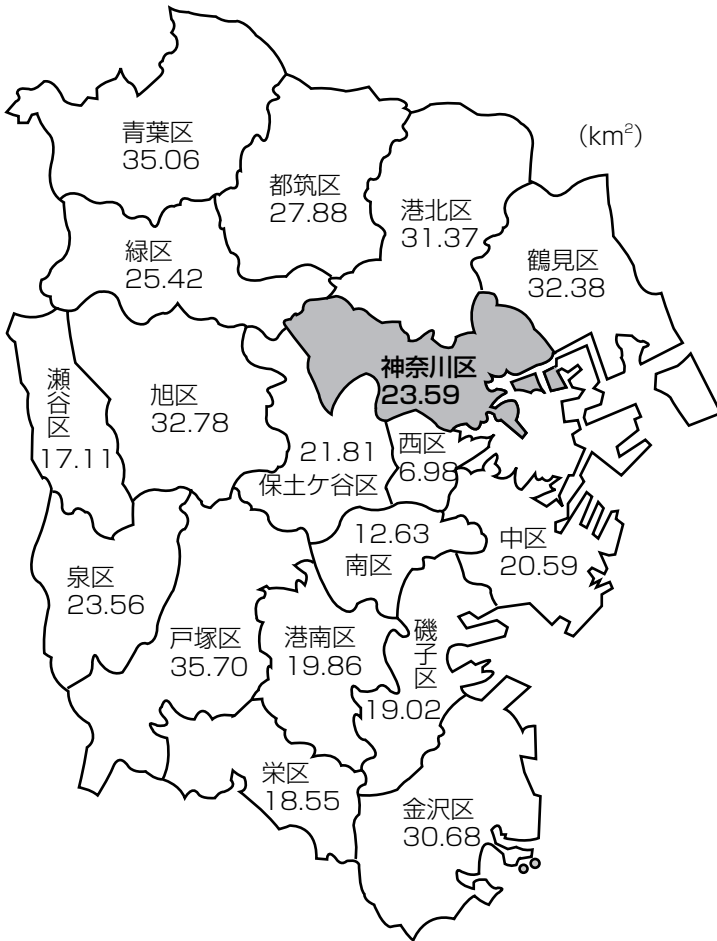 青葉区
35.06
(km²)
都筑区
27.88
港北区
31.37
緑区
25.42
鶴見区
32.38
神奈川区
23.59
瀬谷区
17.11
旭区
32.78
21.81
保土ケ谷区
西区
6.98
12.63
南区
中区
20.59
泉区
23.56
戸塚区
35.70
港南区
19.86
磯子区
19.02
栄区
18.55
金沢区
30.68